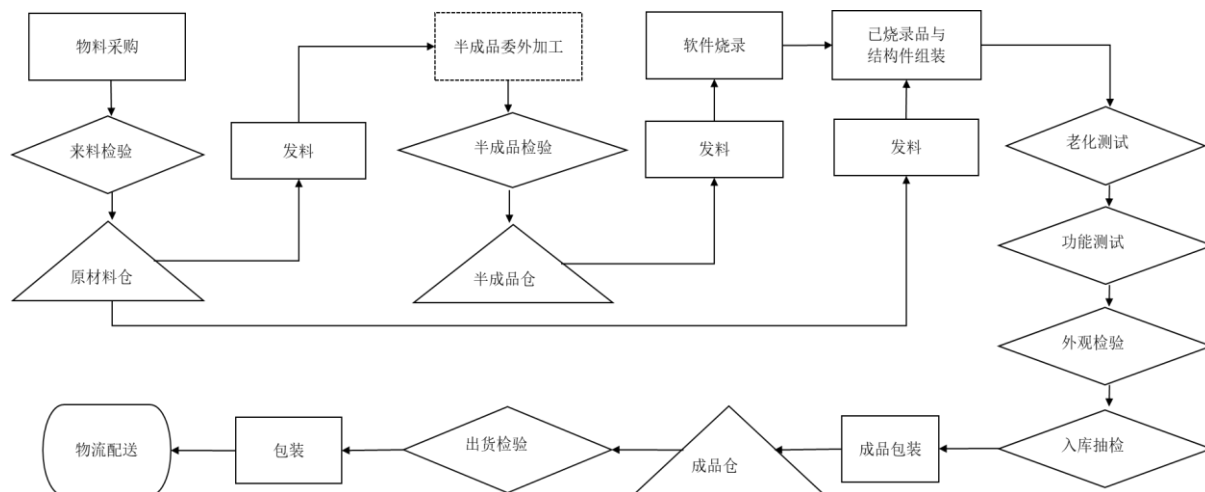 物料采购
半成品委外加工
软件烧录
已烧录品与
结构件组装
来料检验
发料
半成品检验
发料
发料
老化测试
原材料仓
半成品仓
功能测试
外观检验
物流配送
包装
出货检验
成品仓
成品包装
入库抽检